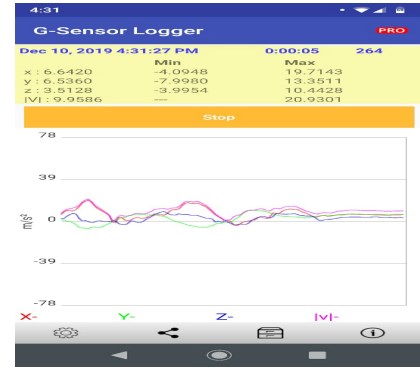 4:31
G-Sensor Logger PRO
Dec 10, 2019 4:31:27 PM 0:00:05 264
Min Max
x : 6.6420 -4.0948 19.7143
y : 6.5360 -7.9980 13.3511
z : 3.5128 -3.9954 10.4428
|V| : 9.9586 --- 20.9301
Stop
78
39
m/s² 0
-39
-78
X- Y- Z- |v|-